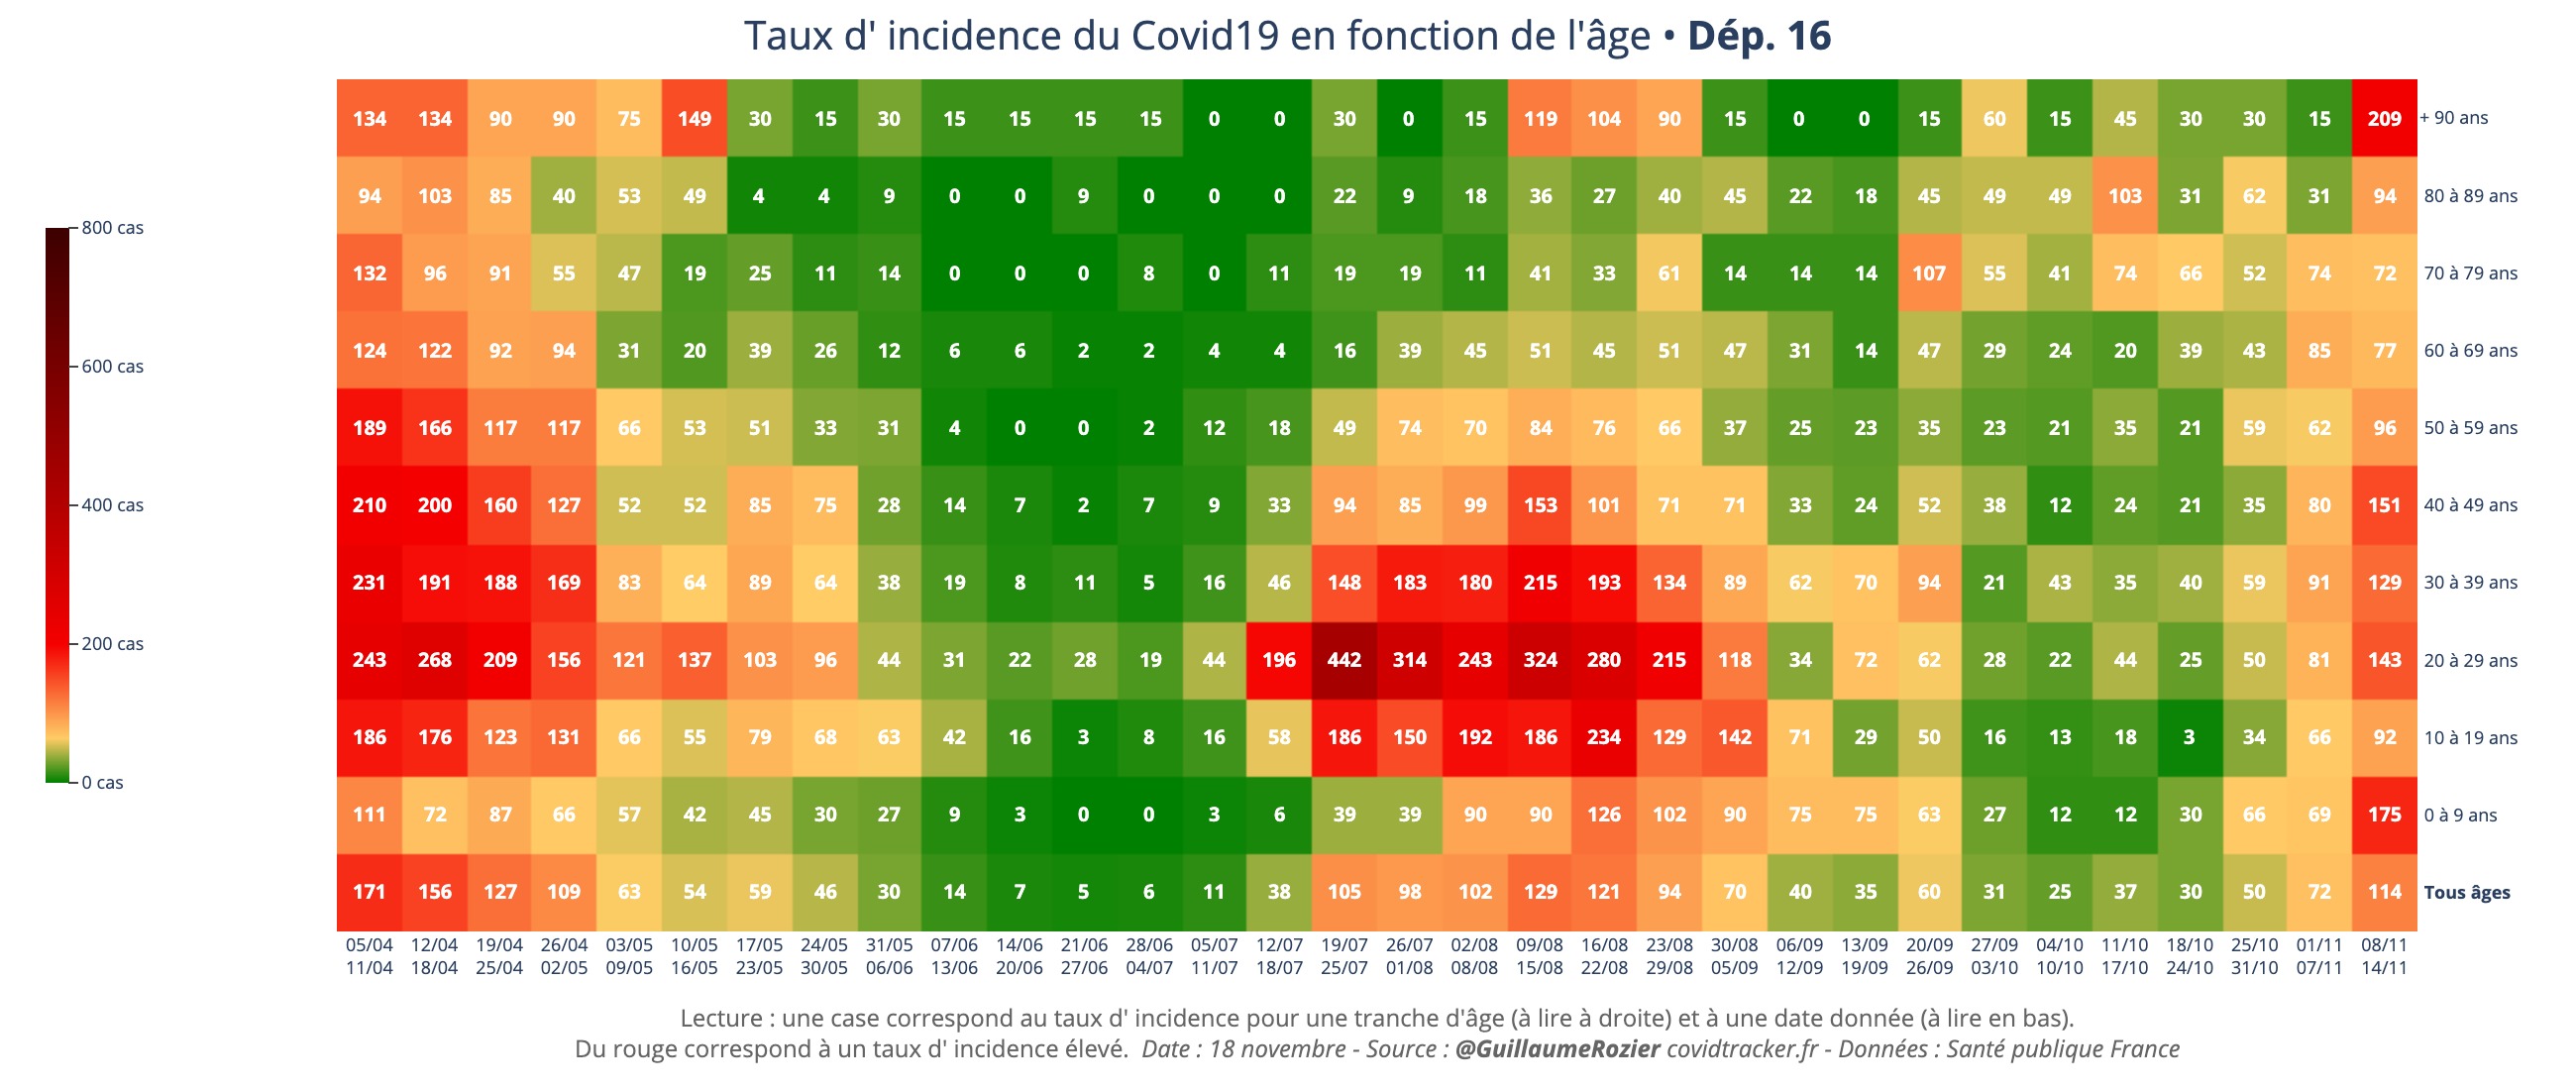 Taux d' incidence du Covid19 en fonction de l'âge • Dép. 16
800 cas
600 cas
400 cas
200 cas
0 cas
134 134 90 90 75 149 30 15 30 15 15 15 15 0 0 30 0 15 119 104 90 15 0 0 15 60 15 45 30 30 15 209 + 90 ans
94 103 85 40 53 49 4 4 9 0 0 9 0 0 0 22 9 18 36 27 40 45 22 18 45 49 49 103 31 62 31 94 80 à 89 ans
132 96 91 55 47 19 25 11 14 0 0 0 8 0 11 19 19 11 41 33 61 14 14 14 107 55 41 74 66 52 74 72 70 à 79 ans
124 122 92 94 31 20 39 26 12 6 6 2 2 4 4 16 39 45 51 45 51 47 31 14 47 29 24 20 39 43 85 77 60 à 69 ans
189 166 117 117 66 53 51 33 31 4 0 0 2 12 18 49 74 70 84 76 66 37 25 23 35 23 21 35 21 59 62 96 50 à 59 ans
210 200 160 127 52 52 85 75 28 14 7 2 7 9 33 94 85 99 153 101 71 71 33 24 52 38 12 24 21 35 80 151 40 à 49 ans
231 191 188 169 83 64 89 64 38 19 8 11 5 16 46 148 183 180 215 193 134 89 62 70 94 21 43 35 40 59 91 129 30 à 39 ans
243 268 209 156 121 137 103 96 44 31 22 28 19 44 196 442 314 243 324 280 215 118 34 72 62 28 22 44 25 50 81 143 20 à 29 ans
186 176 123 131 66 55 79 68 63 42 16 3 8 16 58 186 150 192 186 234 129 142 71 29 50 16 13 18 3 34 66 92 10 à 19 ans
111 72 87 66 57 42 45 30 27 9 3 0 0 3 6 39 39 90 90 126 102 90 75 75 63 27 12 12 30 66 69 175 0 à 9 ans
171 156 127 109 63 54 59 46 30 14 7 5 6 11 38 105 98 102 129 121 94 70 40 35 60 31 25 37 30 50 72 114 Tous âges
05/04 12/04 19/04 26/04 03/05 10/05 17/05 24/05 31/05 07/06 14/06 21/06 28/06 05/07 12/07 19/07 26/07 02/08 09/08 16/08 23/08 30/08 06/09 13/09 20/09 27/09 04/10 11/10 18/10 25/10 01/11 08/11
11/04 18/04 25/04 02/05 09/05 16/05 23/05 30/05 06/06 13/06 20/06 27/06 04/07 11/07 18/07 25/07 01/08 08/08 15/08 22/08 29/08 05/09 12/09 19/09 26/09 03/10 10/10 17/10 24/10 31/10 07/11 14/11
Lecture : une case correspond au taux d' incidence pour une tranche d'âge (à lire à droite) et à une date donnée (à lire en bas).
Du rouge correspond à un taux d' incidence élevé. Date : 18 novembre - Source : @GuillaumeRozier covidtracker.fr - Données : Santé publique France